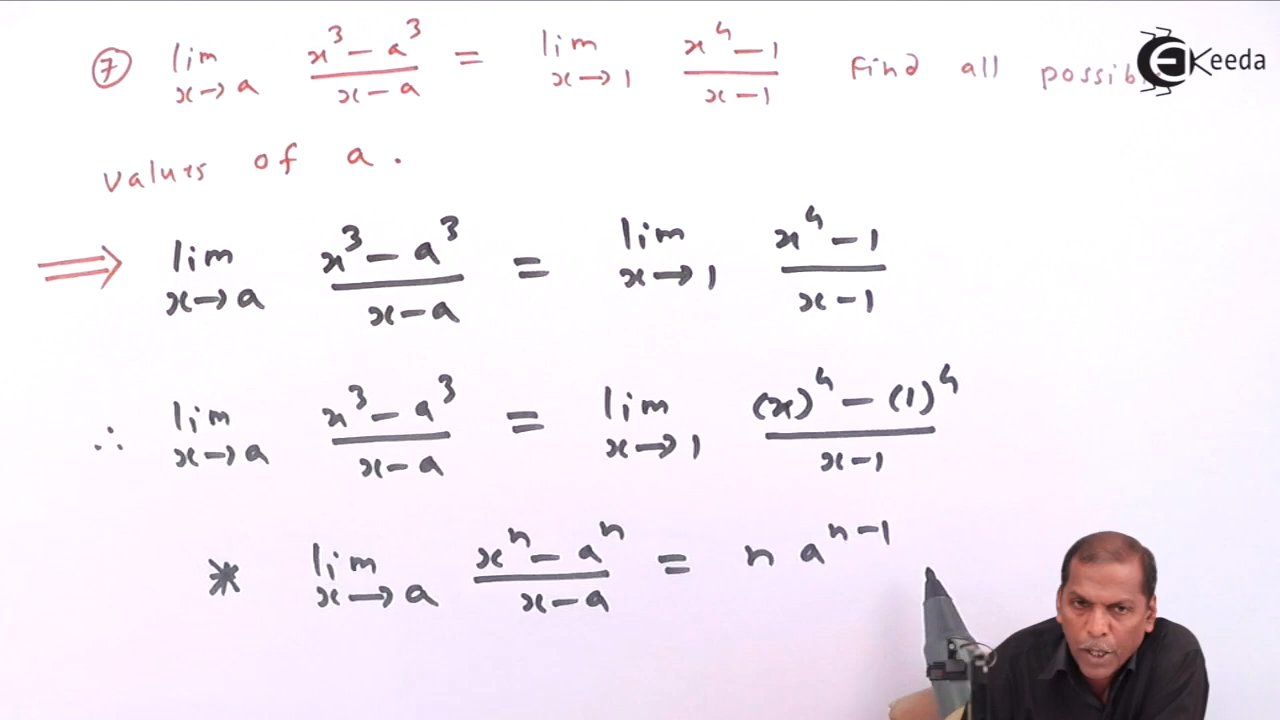 ⑦ lim x→a (x³ − a³)/(x − a) = lim x→1 (x⁴ − 1)/(x − 1) Find all possib
values of a.
⟹ lim x→a (x³ − a³)/(x − a) = lim x→1 (x⁴ − 1)/(x − 1)
∴ lim x→a (x³ − a³)/(x − a) = lim x→1 ((x)⁴ − (1)⁴)/(x − 1)
* lim x→a (xⁿ − aⁿ)/(x − a) = n aⁿ⁻¹
EKeeda